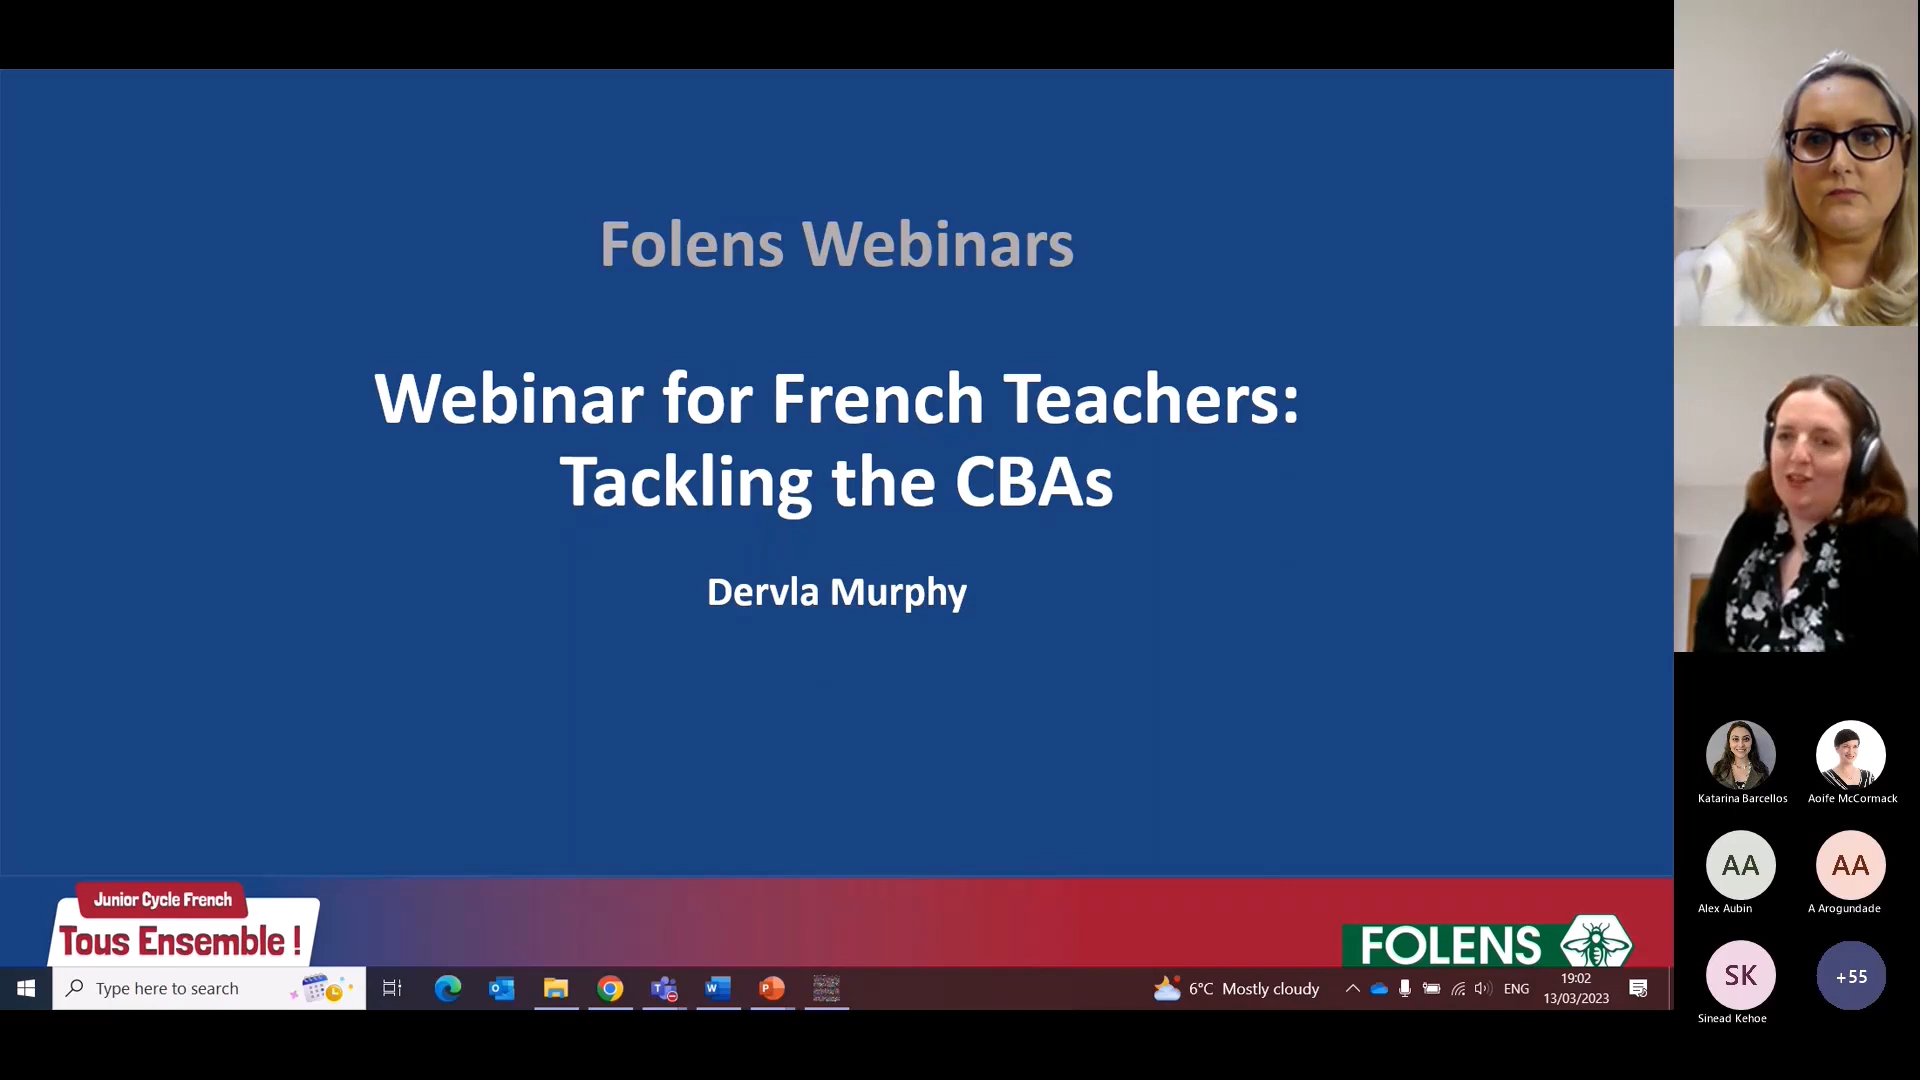 Folens Webinars
Webinar for French Teachers:
Tackling the CBAs
Dervla Murphy
Junior Cycle French
Tous Ensemble !
FOLENS
Type here to search
6°C Mostly cloudy
ENG
19:02
13/03/2023
Katarina Barcellos
Aoife McCormack
AA
Alex Aubin
AA
A Arogundade
SK
Sinead Kehoe
+55